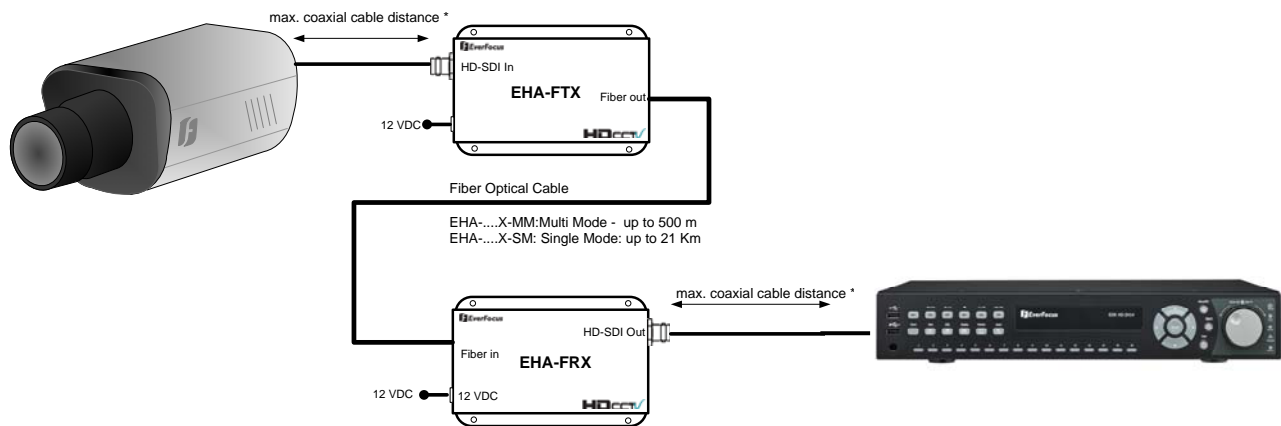 max. coaxial cable distance *
EverFocus
HD-SDI In
EHA-FTX
Fiber out
12 VDC
HDccTV
Fiber Optical Cable
EHA-....X-MM:Multi Mode - up to 500 m
EHA-....X-SM: Single Mode: up to 21 Km
max. coaxial cable distance *
EverFocus
HD-SDI Out
Fiber in
EHA-FRX
12 VDC
12 VDC
HDccTV
EverFocus